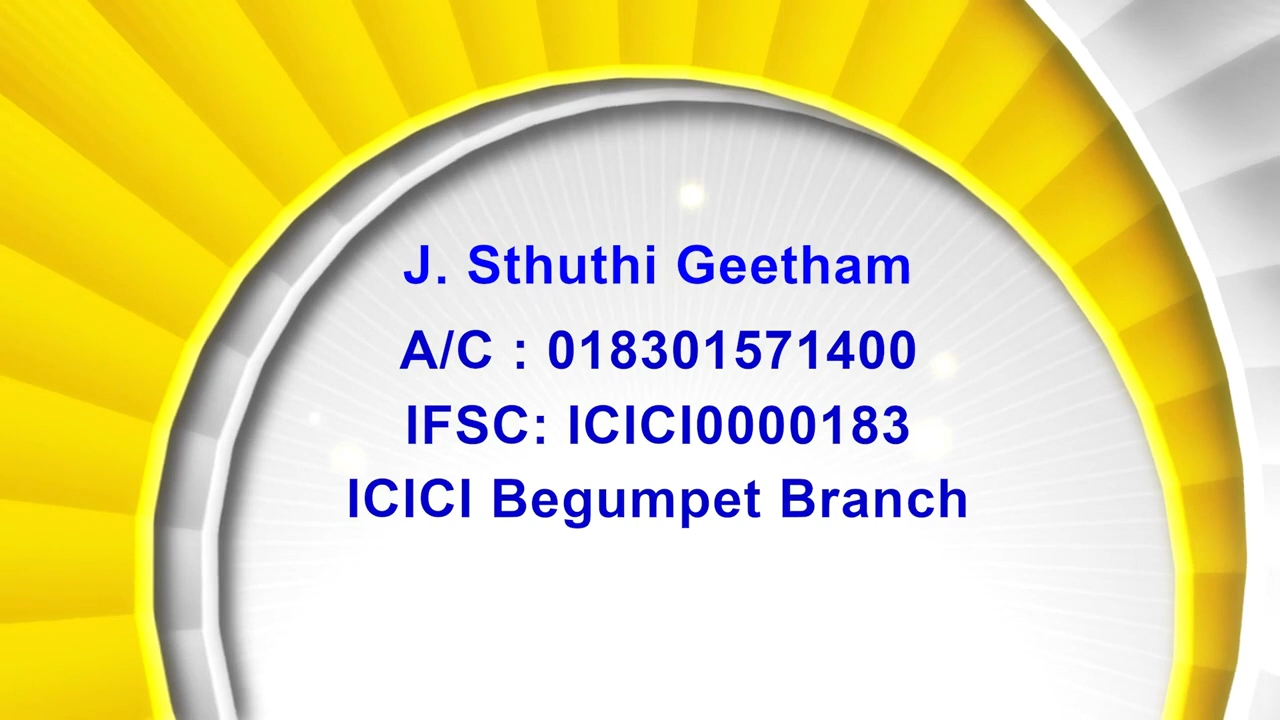 J. Sthuthi Geetham
A/C : 018301571400
IFSC: ICICI0000183
ICICI Begumpet Branch